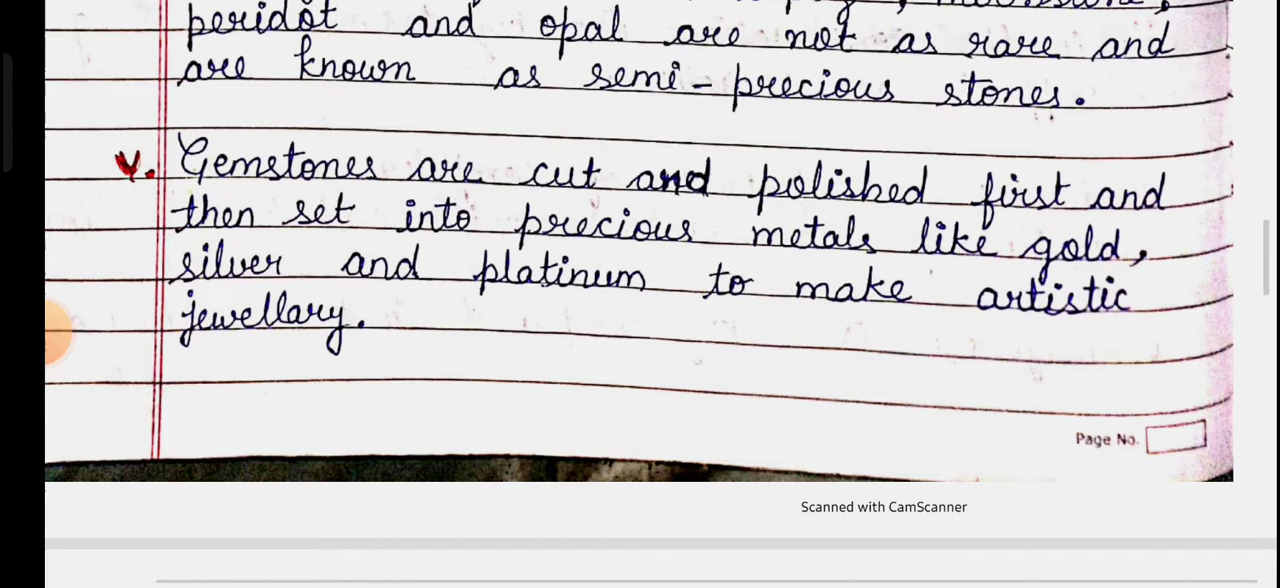 peridot and opal are not as rare and
are known as semi-precious stones.
V. Gemstones are cut and polished first and
then set into precious metals like gold,
silver and platinum to make artistic
jewellary.
Page No.
Scanned with CamScanner